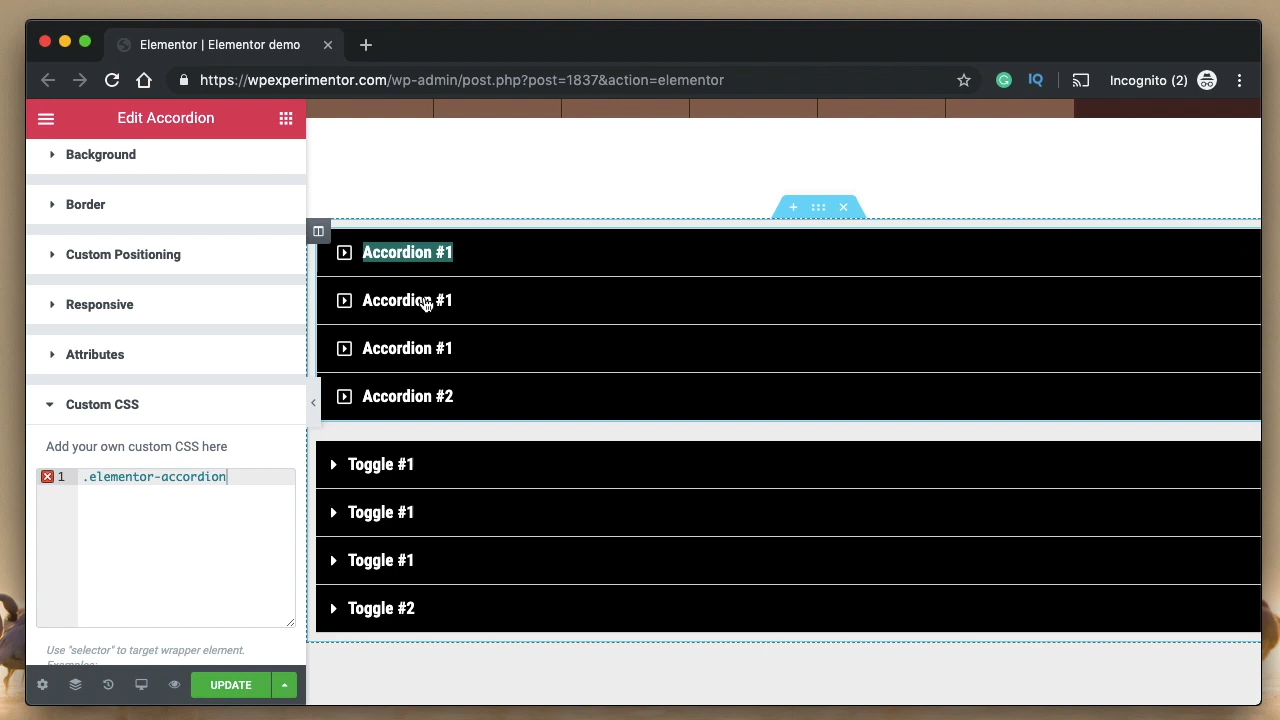 Elementor | Elementor demo
https://wpexperimentor.com/wp-admin/post.php?post=1837&action=elementor
IQ
Incognito (2)
Edit Accordion
Background
Border
Custom Positioning
Responsive
Attributes
Custom CSS
Add your own custom CSS here
1 .elementor-accordion
Use "selector" to target wrapper element.
Examples:
UPDATE
Accordion #1
Accordion #1
Accordion #1
Accordion #2
Toggle #1
Toggle #1
Toggle #1
Toggle #2